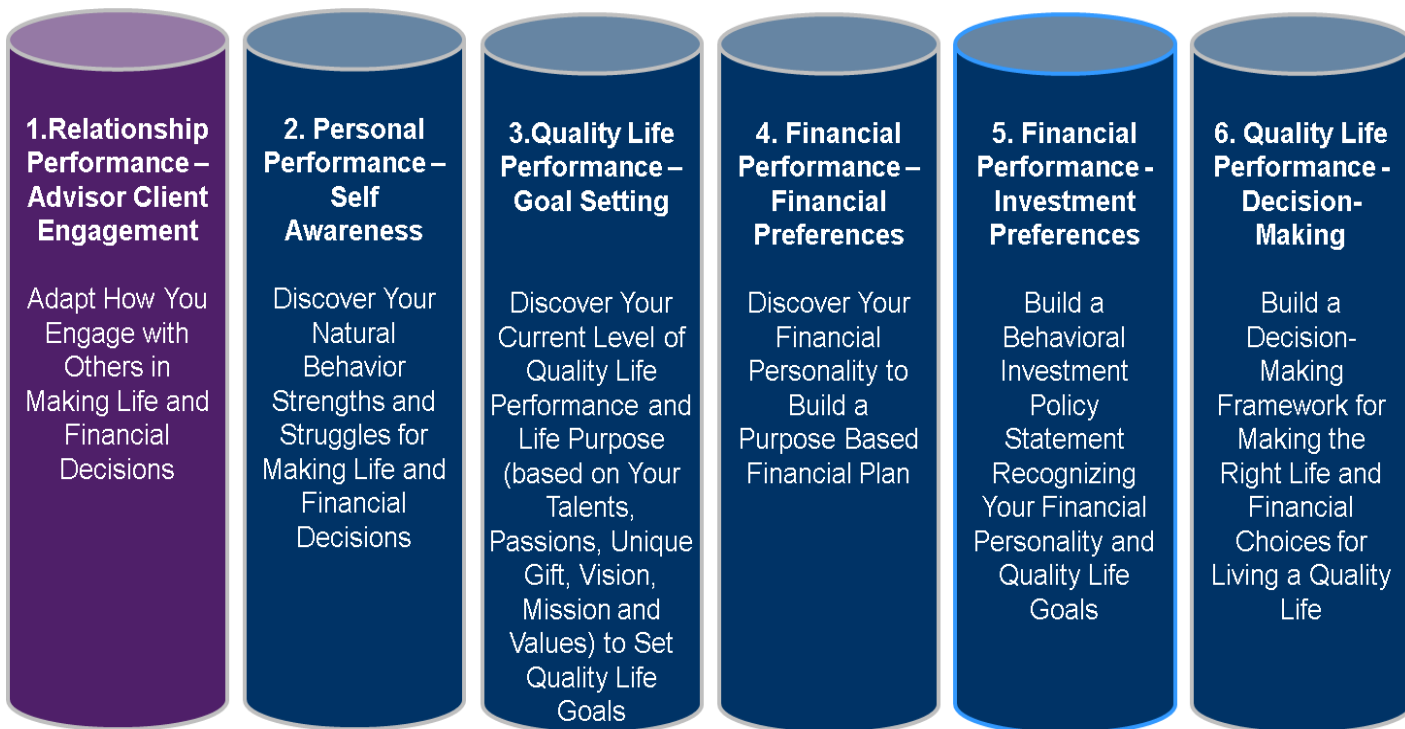 1.Relationship
Performance –
Advisor Client
Engagement
Adapt How You
Engage with
Others in
Making Life and
Financial
Decisions
2. Personal
Performance –
Self
Awareness
Discover Your
Natural
Behavior
Strengths and
Struggles for
Making Life and
Financial
Decisions
3.Quality Life
Performance –
Goal Setting
Discover Your
Current Level of
Quality Life
Performance and
Life Purpose
(based on Your
Talents,
Passions, Unique
Gift, Vision,
Mission and
Values) to Set
Quality Life
Goals
4. Financial
Performance –
Financial
Preferences
Discover Your
Financial
Personality to
Build a
Purpose Based
Financial Plan
5. Financial
Performance -
Investment
Preferences
Build a
Behavioral
Investment
Policy
Statement
Recognizing
Your Financial
Personality and
Quality Life
Goals
6. Quality Life
Performance -
Decision-
Making
Build a
Decision-
Making
Framework for
Making the
Right Life and
Financial
Choices for
Living a Quality
Life